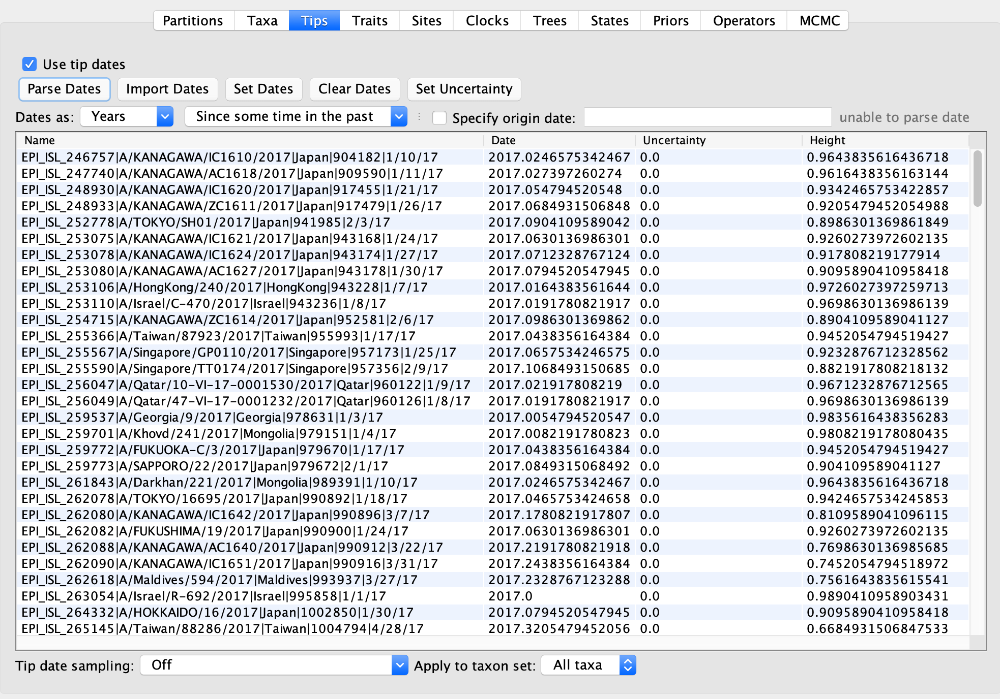 Partitions Taxa Tips Traits Sites Clocks Trees States Priors Operators MCMC
Use tip dates
Parse Dates Import Dates Set Dates Clear Dates Set Uncertainty
Dates as: Years Since some time in the past Specify origin date: unable to parse date
Name Date Uncertainty Height
EPI_ISL_246757|A/KANAGAWA/IC1610/2017|Japan|904182|1/10/17 2017.0246575342467 0.0 0.9643835616436718
EPI_ISL_247740|A/KANAGAWA/AC1618/2017|Japan|909590|1/11/17 2017.027397260274 0.0 0.9616438356163144
EPI_ISL_248930|A/KANAGAWA/IC1620/2017|Japan|917455|1/21/17 2017.054794520548 0.0 0.9342465753422857
EPI_ISL_248933|A/KANAGAWA/ZC1611/2017|Japan|917479|1/26/17 2017.0684931506848 0.0 0.9205479452054988
EPI_ISL_252778|A/TOKYO/SH01/2017|Japan|941985|2/3/17 2017.0904109589042 0.0 0.8986301369861849
EPI_ISL_253075|A/KANAGAWA/IC1621/2017|Japan|943168|1/24/17 2017.0630136986301 0.0 0.9260273972602135
EPI_ISL_253078|A/KANAGAWA/IC1624/2017|Japan|943174|1/27/17 2017.0712328767124 0.0 0.917808219177914
EPI_ISL_253080|A/KANAGAWA/AC1627/2017|Japan|943178|1/30/17 2017.0794520547945 0.0 0.9095890410958418
EPI_ISL_253106|A/HongKong/240/2017|HongKong|943228|1/7/17 2017.0164383561644 0.0 0.9726027397259713
EPI_ISL_253110|A/Israel/C-470/2017|Israel|943236|1/8/17 2017.0191780821917 0.0 0.9698630136986139
EPI_ISL_254715|A/KANAGAWA/ZC1614/2017|Japan|952581|2/6/17 2017.0986301369862 0.0 0.8904109589041127
EPI_ISL_255366|A/Taiwan/87923/2017|Taiwan|955993|1/17/17 2017.0438356164384 0.0 0.9452054794519427
EPI_ISL_255567|A/Singapore/GP0110/2017|Singapore|957173|1/25/17 2017.0657534246575 0.0 0.9232876712328562
EPI_ISL_255590|A/Singapore/TT0174/2017|Singapore|957356|2/9/17 2017.1068493150685 0.0 0.8821917808218132
EPI_ISL_256047|A/Qatar/10-VI-17-0001530/2017|Qatar|960122|1/9/17 2017.021917808219 0.0 0.9671232876712565
EPI_ISL_256049|A/Qatar/47-VI-17-0001232/2017|Qatar|960126|1/8/17 2017.0191780821917 0.0 0.9698630136986139
EPI_ISL_259537|A/Georgia/9/2017|Georgia|978631|1/3/17 2017.0054794520547 0.0 0.9835616438356283
EPI_ISL_259701|A/Khovd/241/2017|Mongolia|979151|1/4/17 2017.0082191780823 0.0 0.9808219178080435
EPI_ISL_259772|A/FUKUOKA-C/3/2017|Japan|979670|1/17/17 2017.0438356164384 0.0 0.9452054794519427
EPI_ISL_259773|A/SAPPORO/22/2017|Japan|979672|2/1/17 2017.0849315068492 0.0 0.904109589041127
EPI_ISL_261843|A/Darkhan/221/2017|Mongolia|989391|1/10/17 2017.0246575342467 0.0 0.9643835616436718
EPI_ISL_262078|A/TOKYO/16695/2017|Japan|990892|1/18/17 2017.0465753424658 0.0 0.9424657534245853
EPI_ISL_262080|A/KANAGAWA/IC1642/2017|Japan|990896|3/7/17 2017.1780821917807 0.0 0.8109589041096115
EPI_ISL_262082|A/FUKUSHIMA/19/2017|Japan|990900|1/24/17 2017.0630136986301 0.0 0.9260273972602135
EPI_ISL_262088|A/KANAGAWA/AC1640/2017|Japan|990912|3/22/17 2017.2191780821918 0.0 0.7698630136985685
EPI_ISL_262090|A/KANAGAWA/IC1651/2017|Japan|990916|3/31/17 2017.2438356164384 0.0 0.7452054794518972
EPI_ISL_262618|A/Maldives/594/2017|Maldives|993937|3/27/17 2017.2328767123288 0.0 0.7561643835615541
EPI_ISL_263054|A/Israel/R-692/2017|Israel|995858|1/1/17 2017.0 0.0 0.9890410958903431
EPI_ISL_264332|A/HOKKAIDO/16/2017|Japan|1002850|1/30/17 2017.0794520547945 0.0 0.9095890410958418
EPI_ISL_265145|A/Taiwan/88286/2017|Taiwan|1004794|4/28/17 2017.3205479452056 0.0 0.6684931506847533
Tip date sampling: Off Apply to taxon set: All taxa